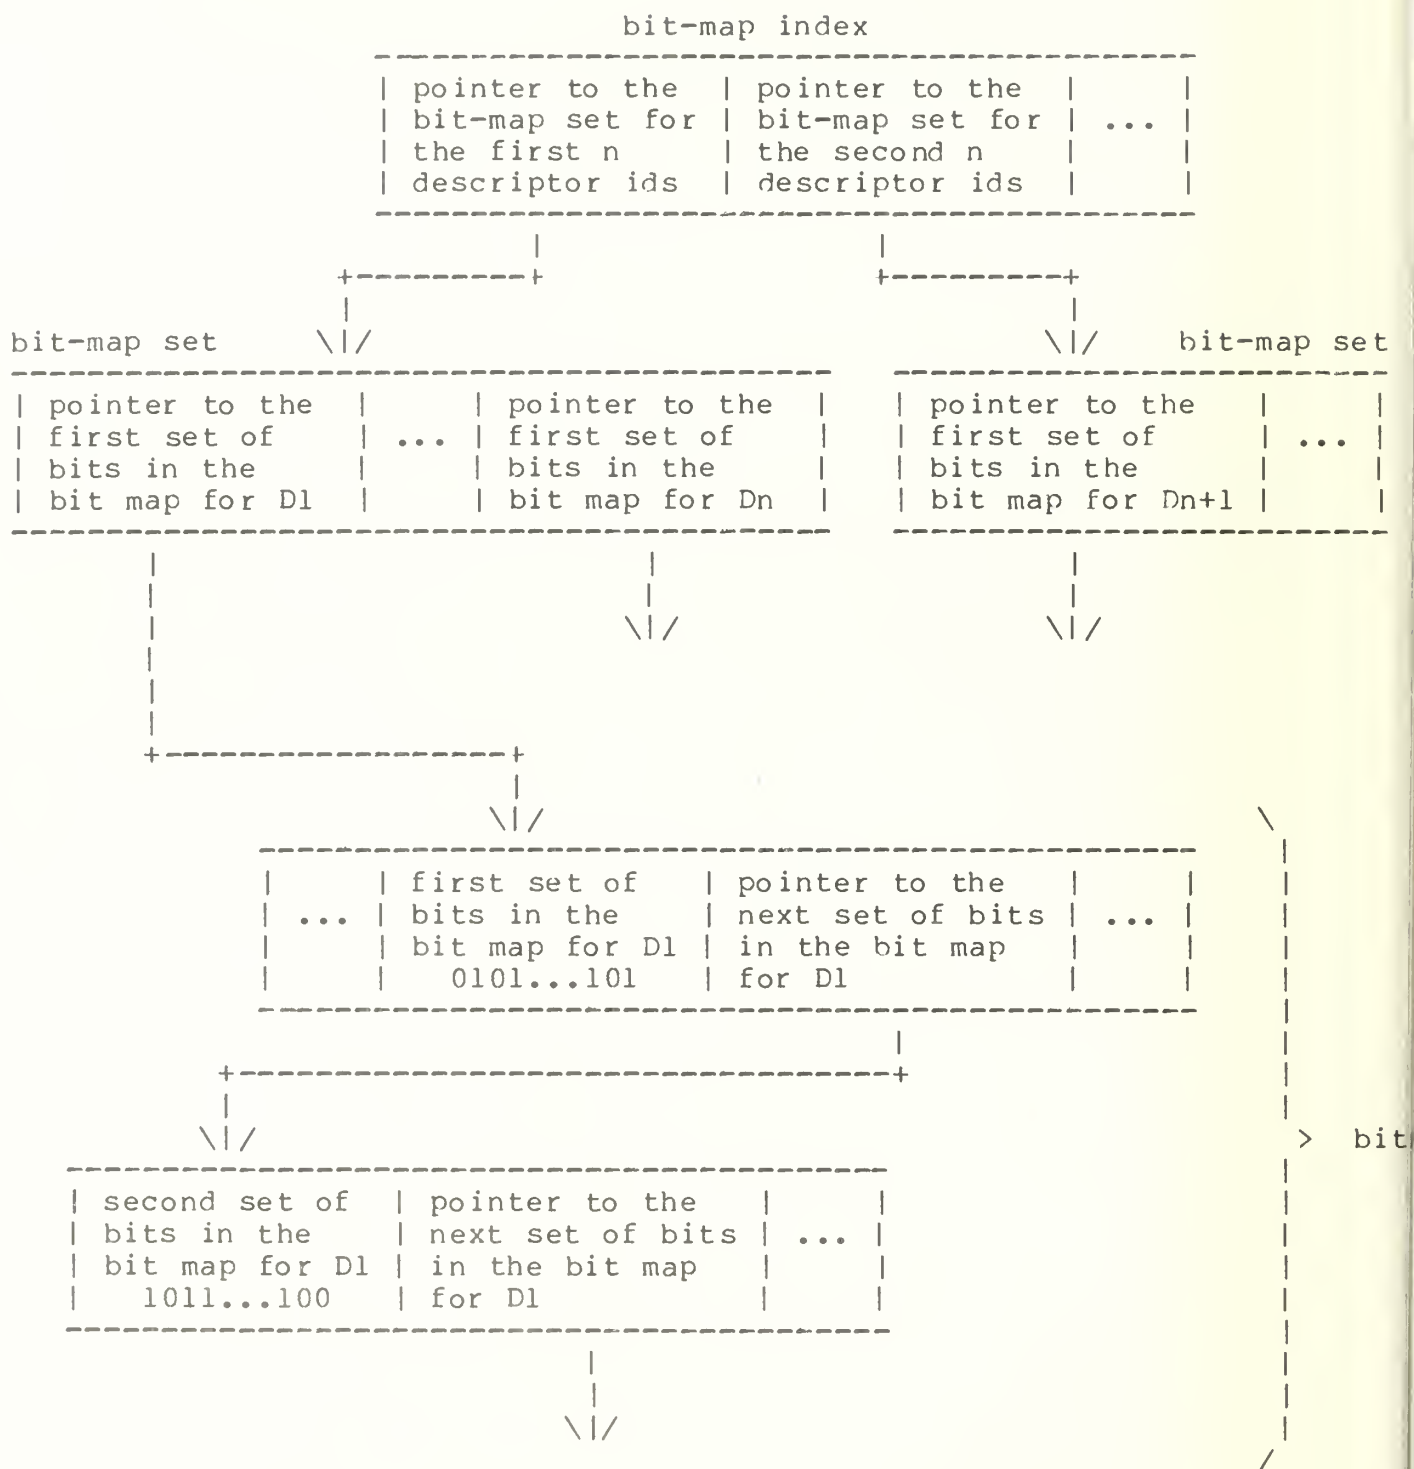 bit-map index
| pointer to the | pointer to the | |
| bit-map set for | bit-map set for | ... |
| the first n | the second n | |
| descriptor ids | descriptor ids | |
bit-map set bit-map set
| pointer to the | | pointer to the | | pointer to the | |
| first set of | ... | first set of | | first set of | ... |
| bits in the | | bits in the | | bits in the | |
| bit map for D1 | | bit map for Dn | | bit map for Dn+1 | |
| | first set of | pointer to the | |
| ... | bits in the | next set of bits | ... |
| | bit map for D1 | in the bit map | |
| | 0101...101 | for D1 | |
> bit
| second set of | pointer to the | |
| bits in the | next set of bits | ... |
| bit map for D1 | in the bit map | |
| 1011...100 | for D1 | |